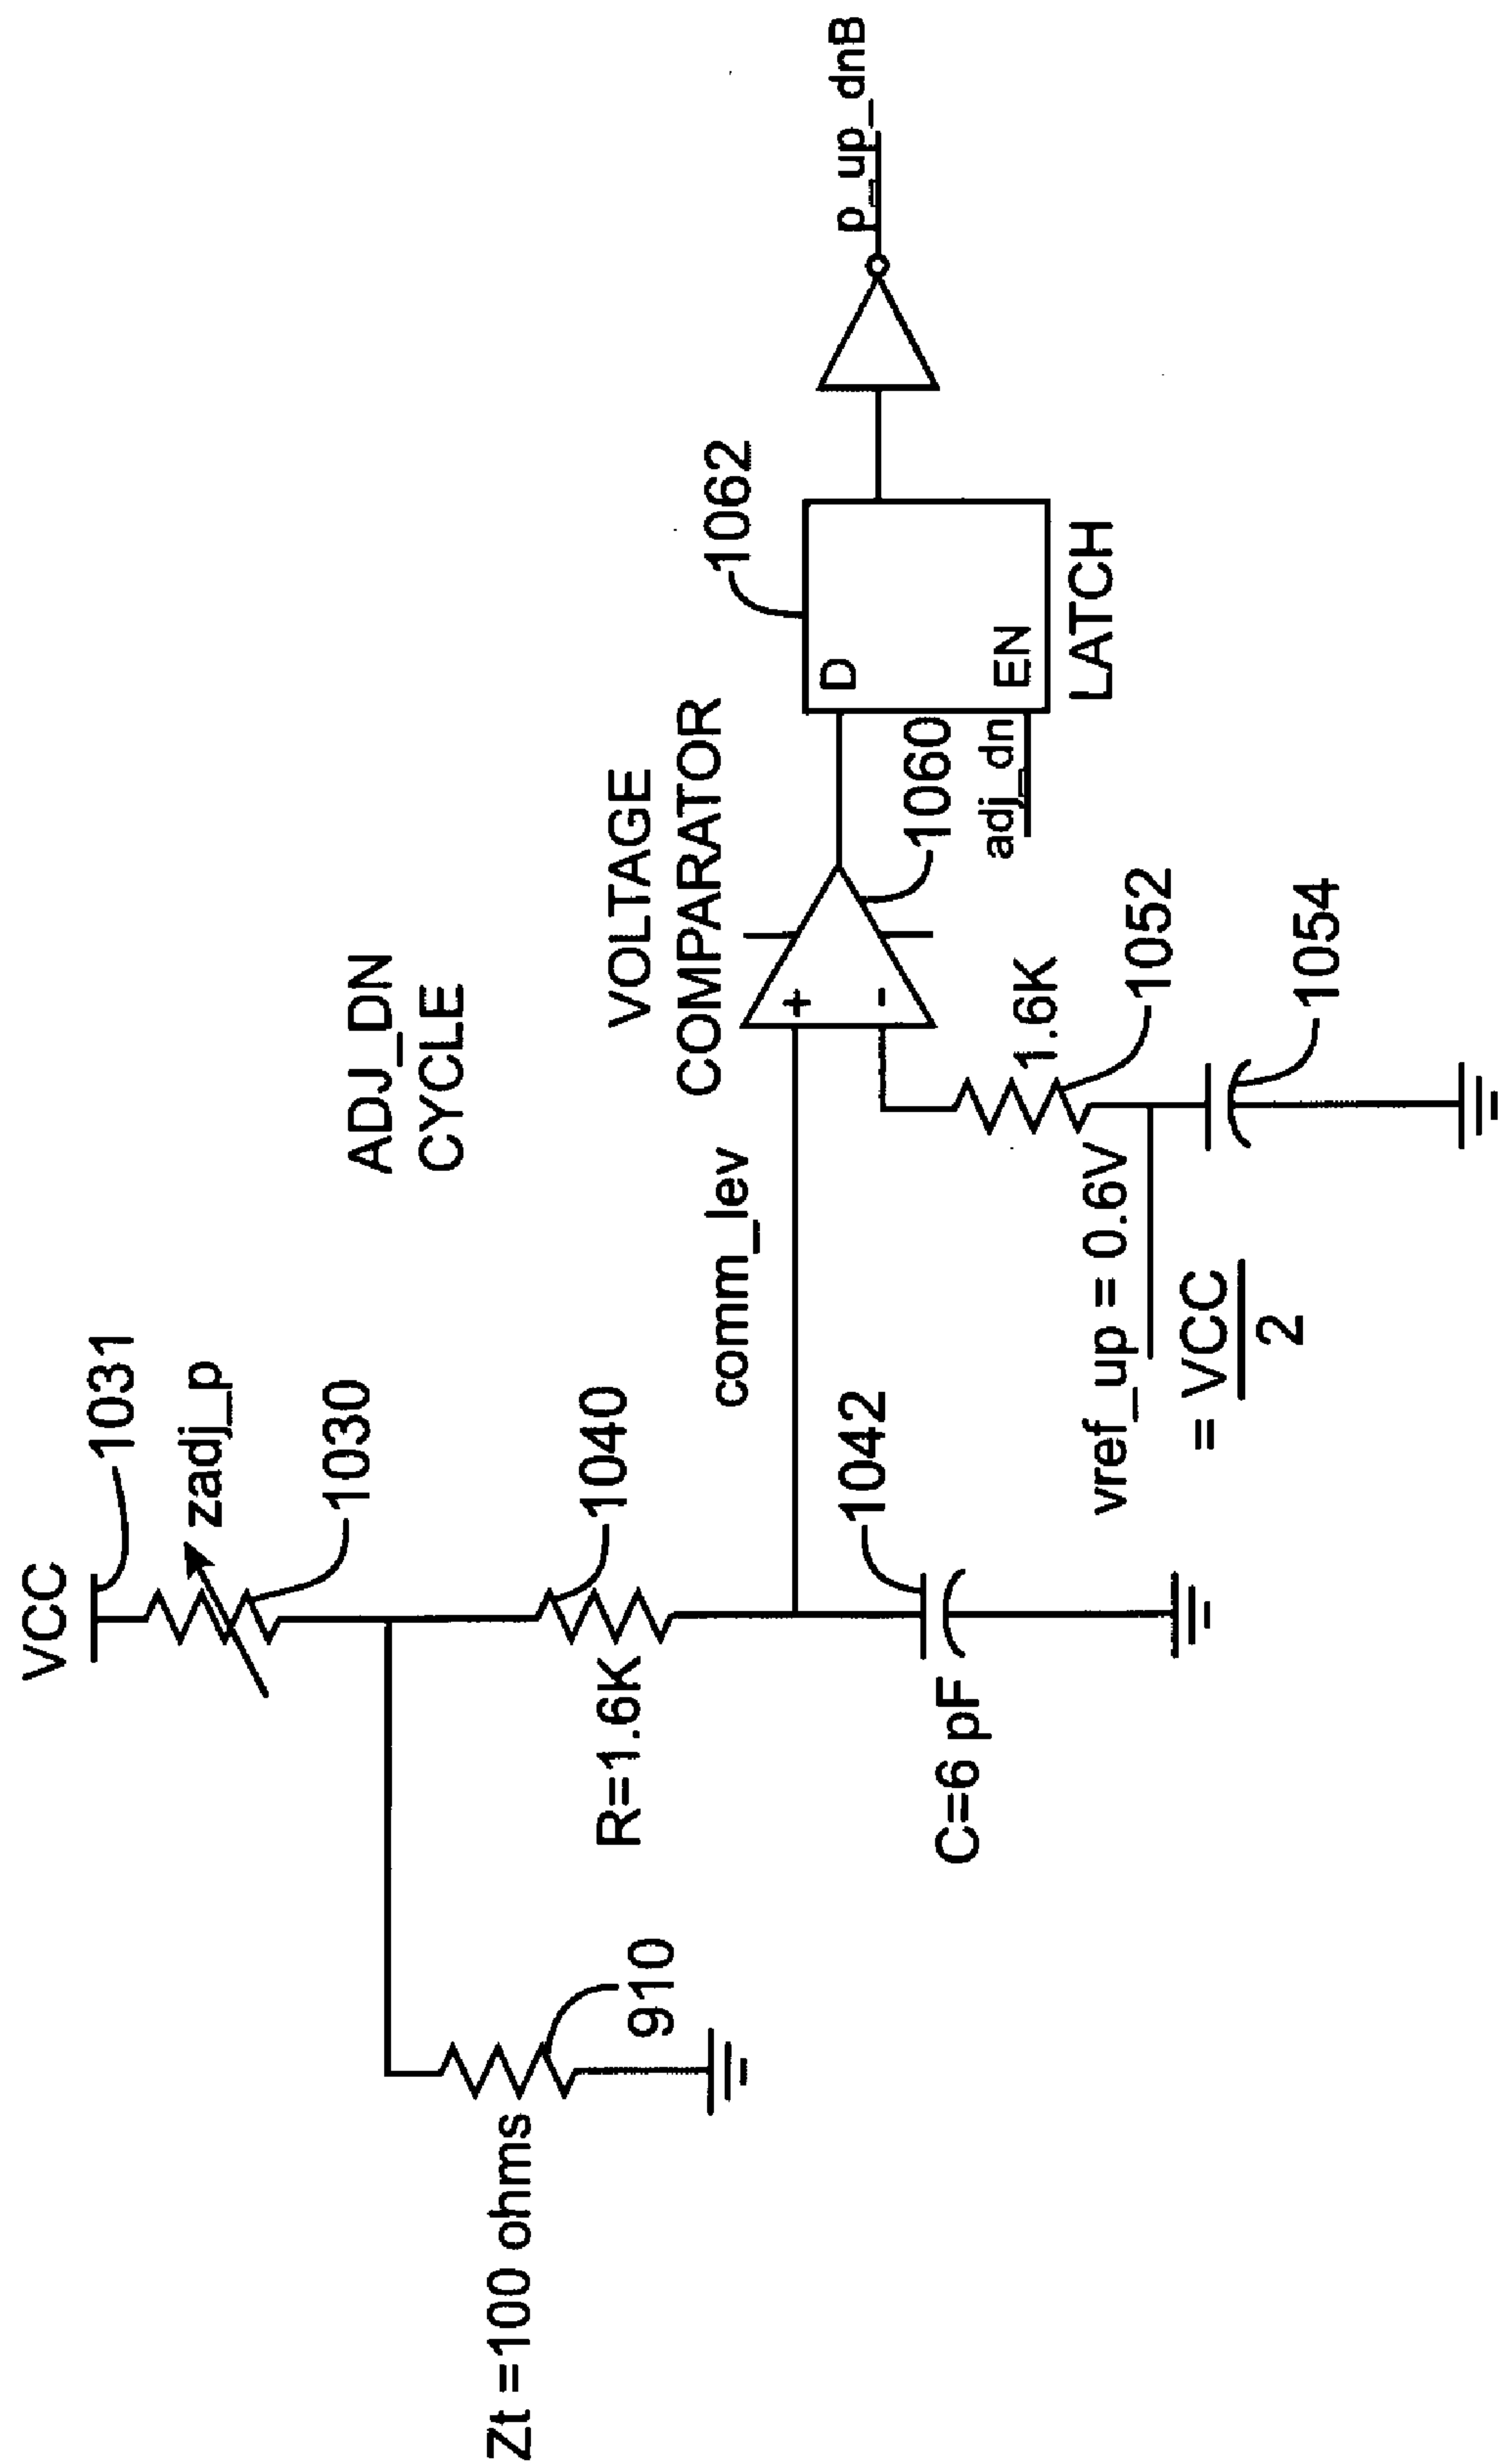 VCC
1031
zadj_p
1030
ADJ_DN
CYCLE
Zt =100 ohms
910
R=1.6K
1040
comm_lev
VOLTAGE
COMPARATOR
1062
D
EN
LATCH
p_up_dnB
C=6 pF
1042
1060
adj_dn
1.6K
1052
vref_up = 0.6V
= VCC
2
1054
+
-